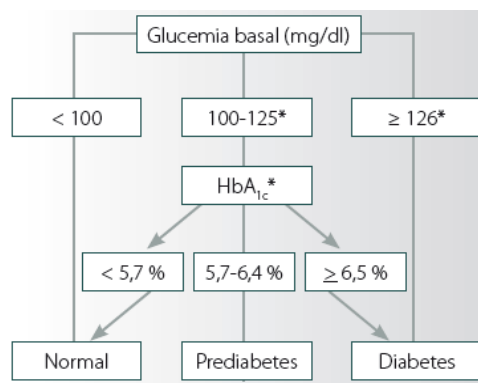 Glucemia basal (mg/dl)
< 100
100-125*
≥ 126*
HbA1c*
< 5,7 %
5,7-6,4 %
≥ 6,5 %
Normal
Prediabetes
Diabetes